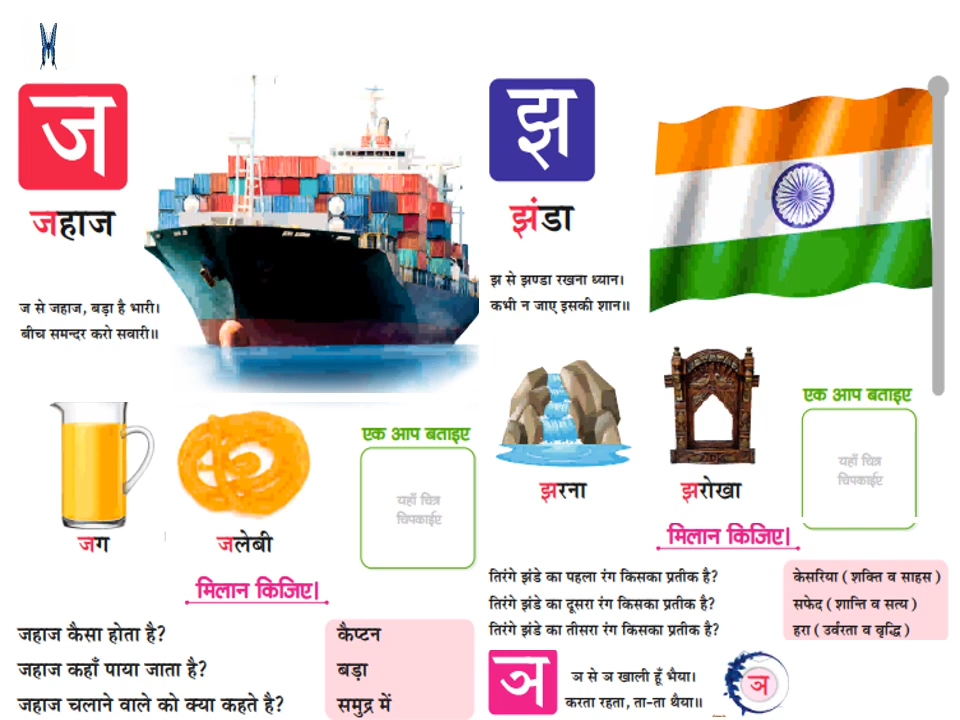 ज
जहाज
ज से जहाज, बड़ा है भारी।
बीच समन्दर करो सवारी॥
जग
जलेबी
एक आप बताइए
यहाँ चित्र
चिपकाईए
मिलान किजिए।
जहाज कैसा होता है?
जहाज कहाँ पाया जाता है?
जहाज चलाने वाले को क्या कहते है?
कैप्टन
बड़ा
समुद्र में
झ
झंडा
झ से झण्डा रखना ध्यान।
कभी न जाए इसकी शान॥
झरना
झरोखा
एक आप बताइए
यहाँ चित्र
चिपकाईए
मिलान किजिए।
तिरंगे झंडे का पहला रंग किसका प्रतीक है?
तिरंगे झंडे का दूसरा रंग किसका प्रतीक है?
तिरंगे झंडे का तीसरा रंग किसका प्रतीक है?
केसरिया ( शक्ति व साहस )
सफेद ( शान्ति व सत्य )
हरा ( उर्वरता व वृद्धि )
ञ
ञ से ञ खाली हूँ भैया।
करता रहता, ता-ता थैया॥
ञ